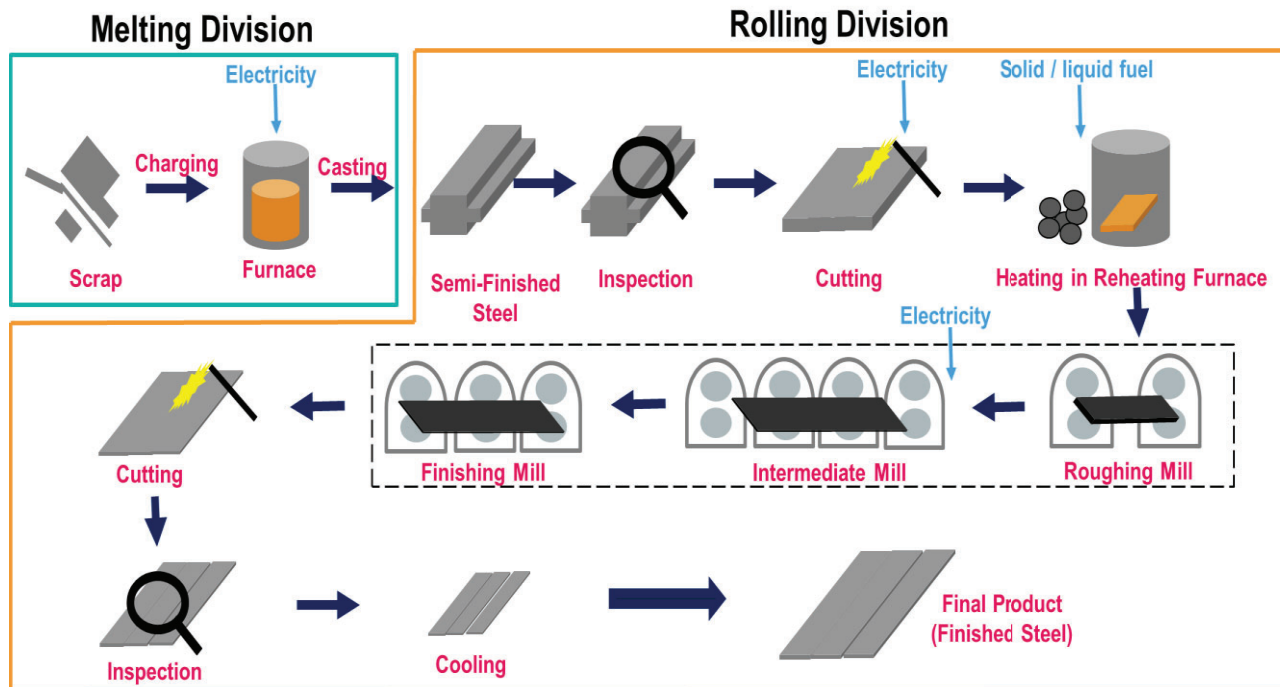 Melting Division
Rolling Division
Electricity
Charging
Casting
Scrap
Furnace
Electricity
Solid / liquid fuel
Semi-Finished
Steel
Inspection
Cutting
Heating in Reheating Furnace
Electricity
Roughing Mill
Intermediate Mill
Finishing Mill
Cutting
Inspection
Cooling
Final Product
(Finished Steel)